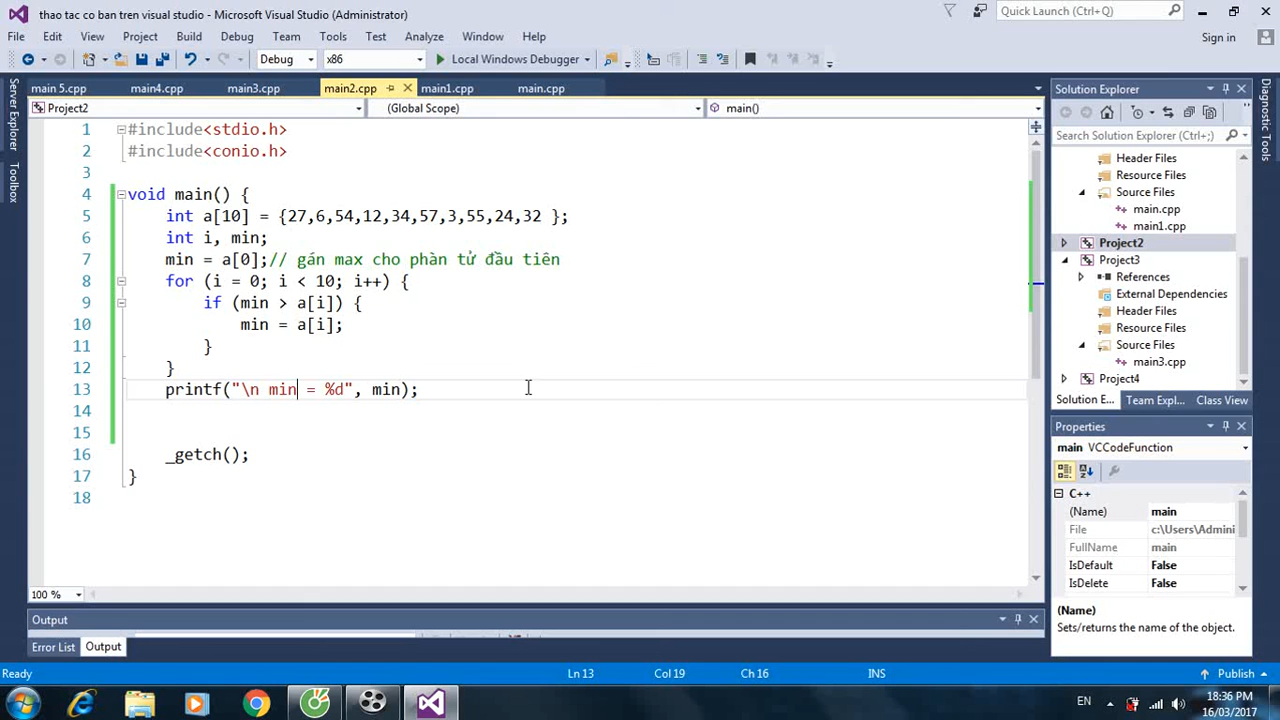 thao tac co ban tren visual studio - Microsoft Visual Studio (Administrator)
Quick Launch (Ctrl+Q)
File Edit View Project Build Debug Team Tools Test Analyze Window Help
Sign in
Debug x86 Local Windows Debugger
main 5.cpp main4.cpp main3.cpp main2.cpp main1.cpp main.cpp
Project2 (Global Scope) main()
1 #include<stdio.h>
2 #include<conio.h>
3
4 void main() {
5 int a[10] = {27,6,54,12,34,57,3,55,24,32 };
6 int i, min;
7 min = a[0];// gán max cho phàn tử đầu tiên
8 for (i = 0; i < 10; i++) {
9 if (min > a[i]) {
10 min = a[i];
11 }
12 }
13 printf("\n min = %d", min);
14
15
16 _getch();
17 }
18
100 %
Output
Error List Output
Server Explorer
Toolbox
Solution Explorer
Search Solution Explorer (Ctrl+;)
Header Files
Resource Files
Source Files
main.cpp
main1.cpp
Project2
Project3
References
External Dependencies
Header Files
Resource Files
Source Files
main3.cpp
Project4
Solution E... Team Explor... Class View
Properties
main VCCodeFunction
C++
(Name) main
File c:\Users\Admini
FullName main
IsDefault False
IsDelete False
(Name)
Sets/returns the name of the object.
Diagnostic Tools
Ready Ln 13 Col 19 Ch 16 INS Publish
EN 18:36 PM
16/03/2017